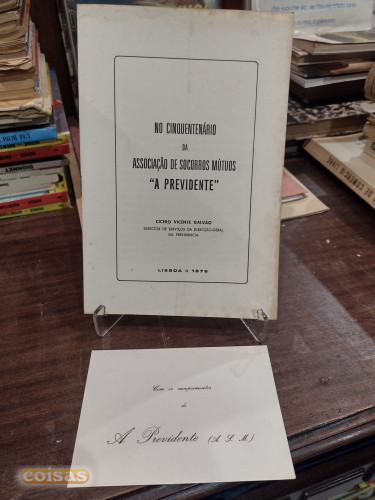 NO CINQUENTENÁRIO
DA
ASSOCIAÇÃO DE SOCORROS MÚTUOS
"A PREVIDENTE"
CÍCERO VICENTE GALVÃO
DIRECTOR DE SERVIÇOS DA DIRECÇÃO-GERAL
DA PREVIDÊNCIA
LISBOA
1979
Com os cumprimentos
de
A Previdente (A. S. M.)
coisas